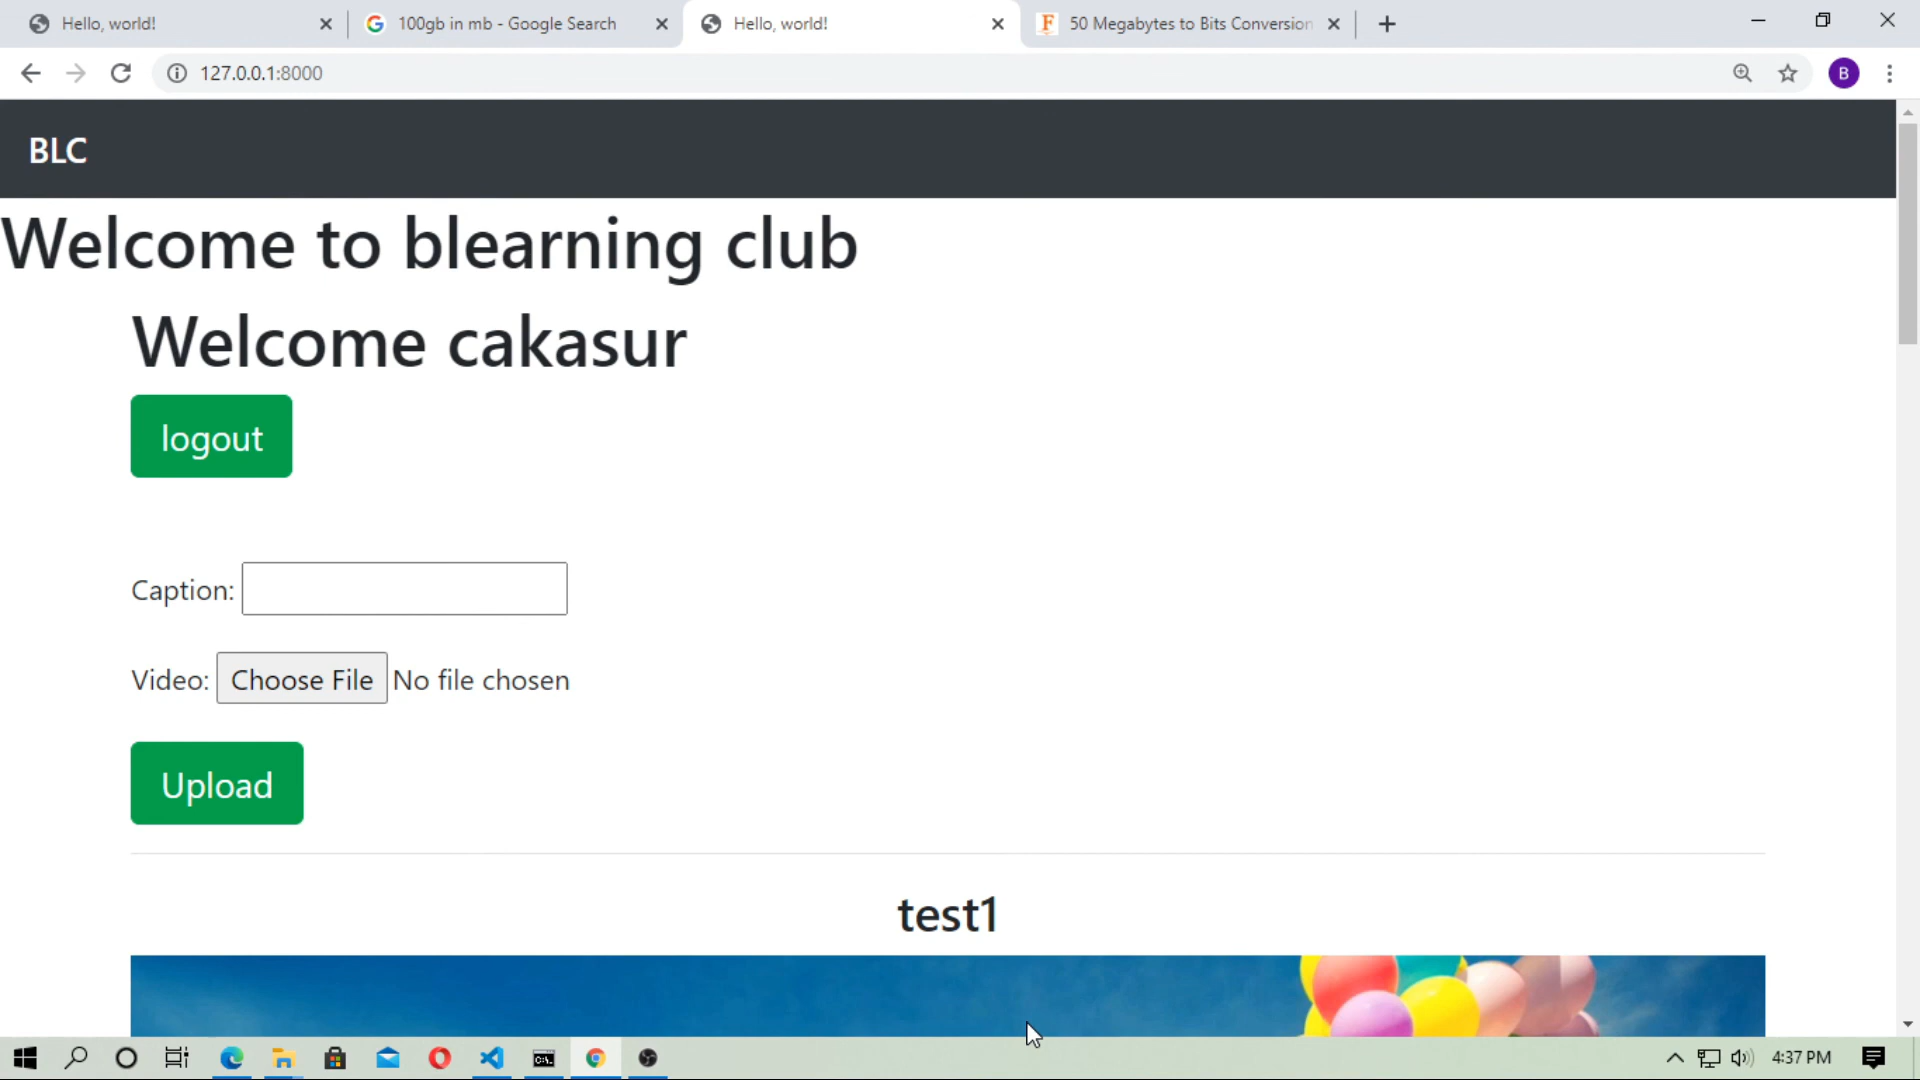 Hello, world!
100gb in mb - Google Search
Hello, world!
50 Megabytes to Bits Conversion
127.0.0.1:8000
B
BLC
Welcome to blearning club
Welcome cakasur
logout
Caption:
Video: Choose File No file chosen
Upload
test1
4:37 PM